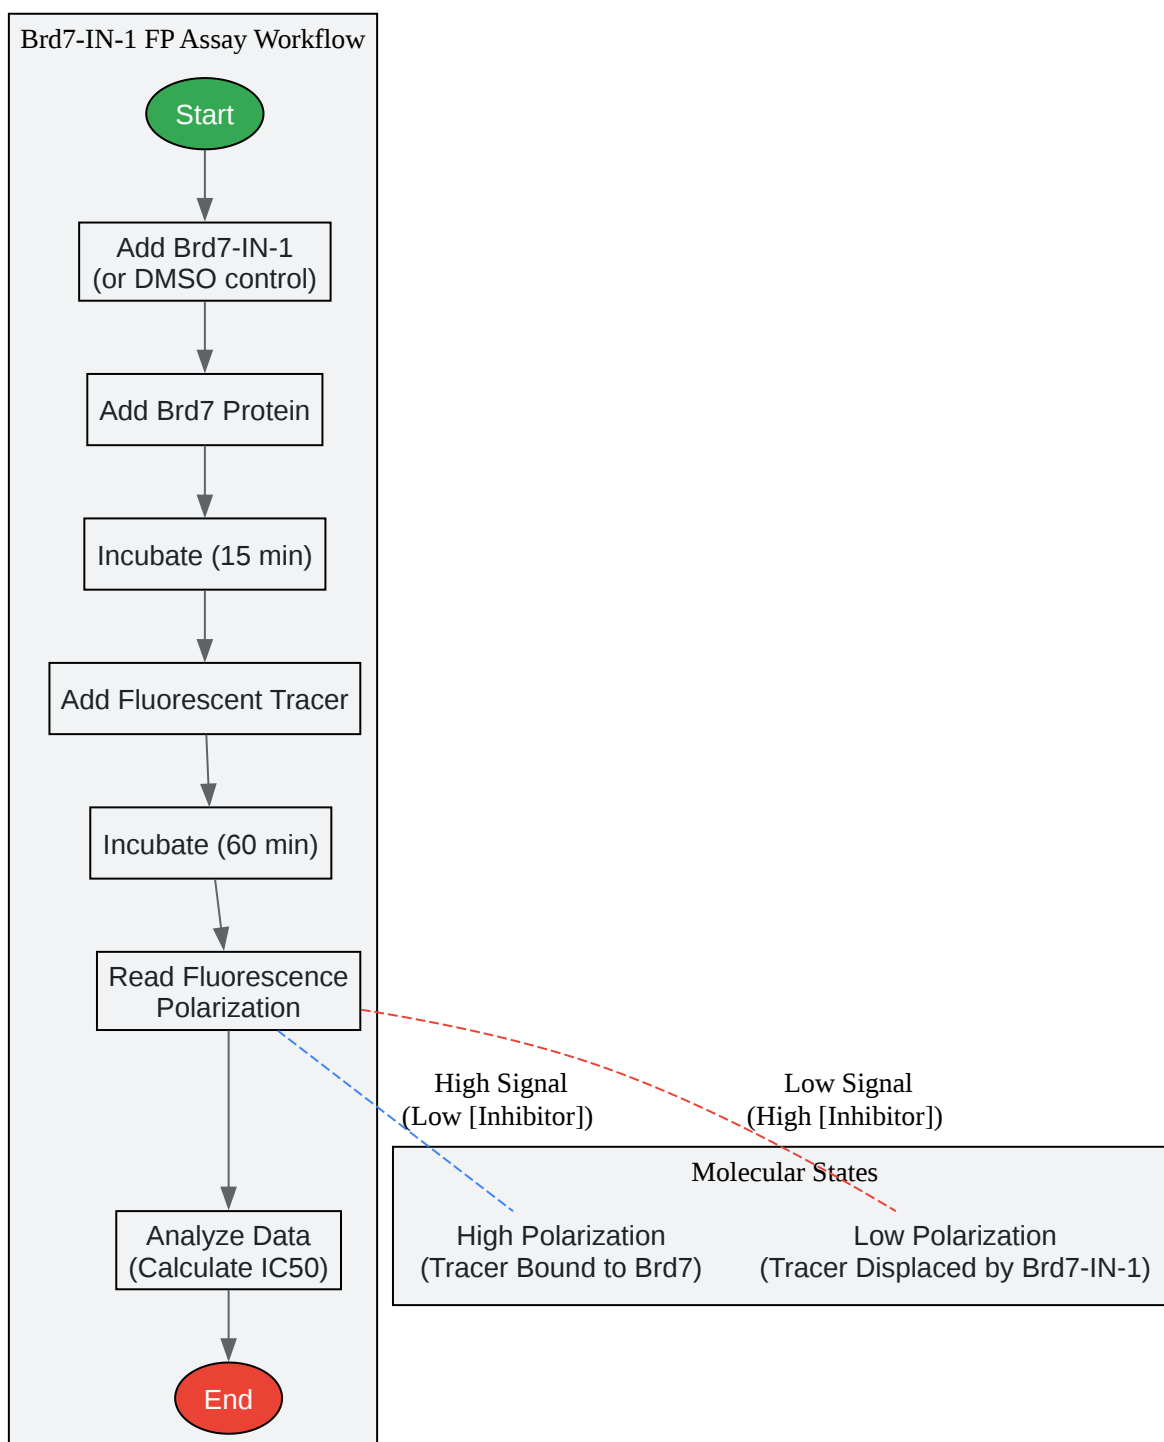 Brd7-IN-1 FP Assay Workflow
Start
Add Brd7-IN-1
(or DMSO control)
Add Brd7 Protein
Incubate (15 min)
Add Fluorescent Tracer
Incubate (60 min)
Read Fluorescence
Polarization
High Signal
(Low [Inhibitor])
Low Signal
(High [Inhibitor])
Molecular States
High Polarization
(Tracer Bound to Brd7)
Low Polarization
(Tracer Displaced by Brd7-IN-1)
Analyze Data
(Calculate IC50)
End